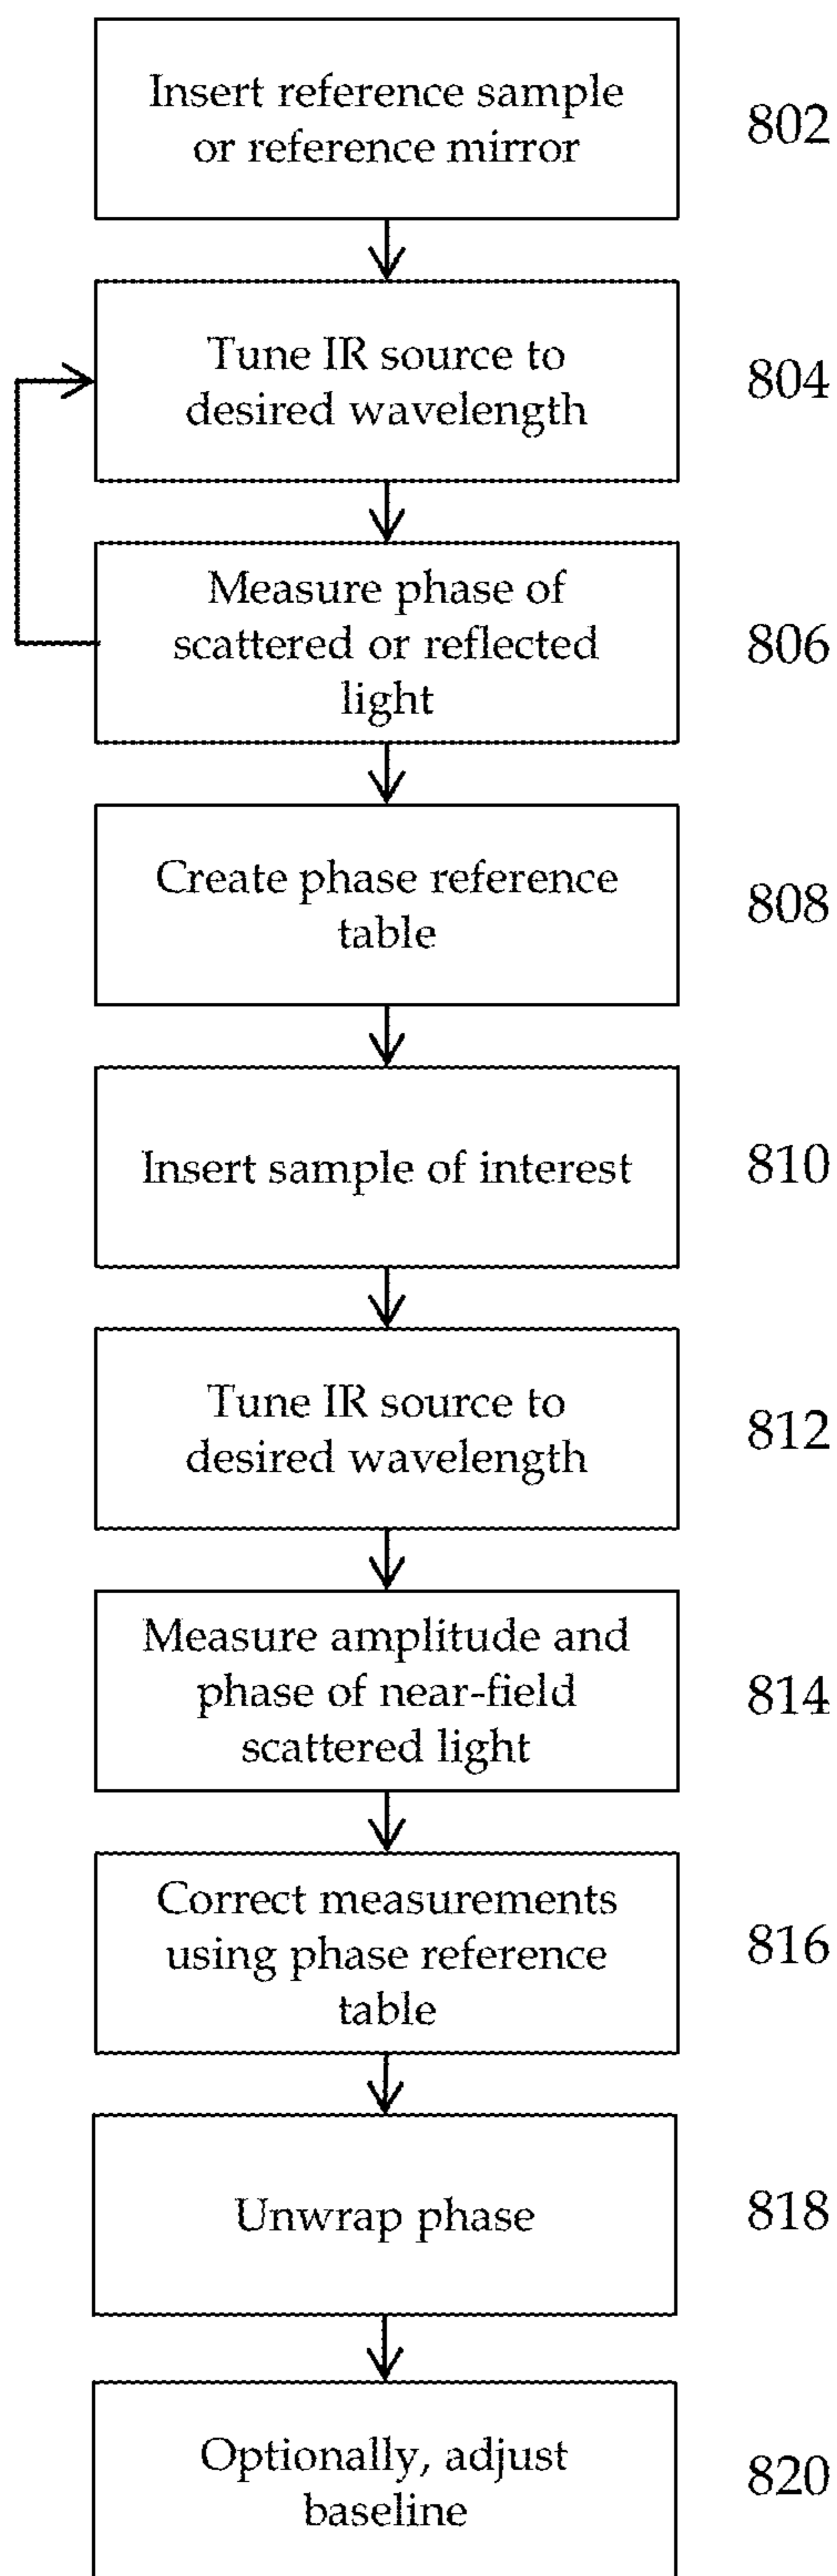 Insert reference sample
or reference mirror
802
Tune IR source to
desired wavelength
804
Measure phase of
scattered or reflected
light
806
Create phase reference
table
808
Insert sample of interest
810
Tune IR source to
desired wavelength
812
Measure amplitude and
phase of near-field
scattered light
814
Correct measurements
using phase reference
table
816
Unwrap phase
818
Optionally, adjust
baseline
820